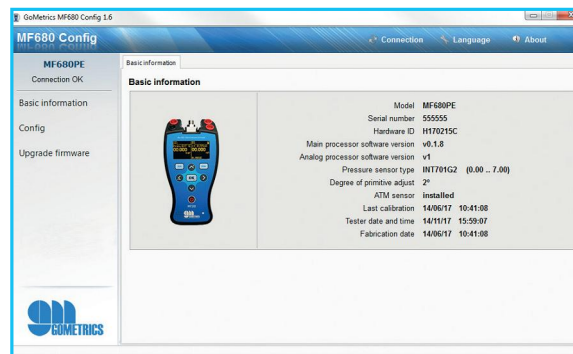 GoMetrics MF680 Config 1.6
MF680 Config
Connection Language About
MF680PE
Connection OK
Basic information
Config
Upgrade firmware
Basic information
Basic information
Model MF680PE
Serial number 555555
Hardware ID H170215C
Main processor software version v0.1.8
Analog processor software version v1
Pressure sensor type INT701G2 (0.00 .. 7.00)
Degree of primitive adjust 2º
ATM sensor installed
Last calibration 14/06/17 10:41:08
Tester date and time 14/11/17 15:59:07
Fabrication date 14/06/17 10:41:08
GOMETRICS